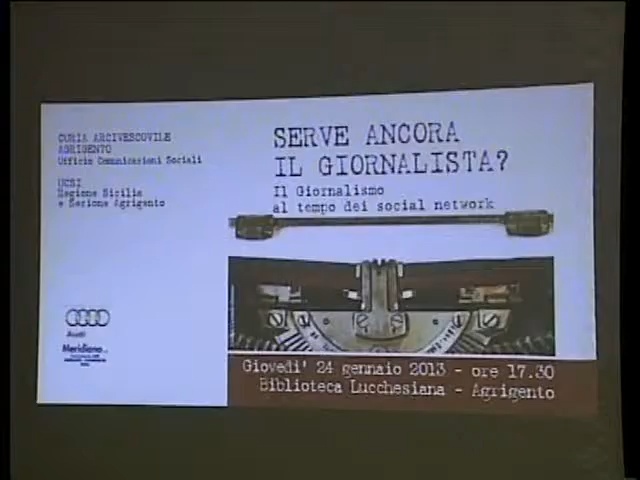 CURIA ARCIVESCOVILE
AGRIGENTO
Ufficio Comunicazioni Sociali
UCSI
Regione Sicilia
e Sezione Agrigento
SERVE ANCORA
IL GIORNALISTA?
Il Giornalismo
al tempo dei social network
Audi
Meridiano
Giovedi' 24 gennaio 2013 - ore 17.30
Biblioteca Lucchesiana - Agrigento